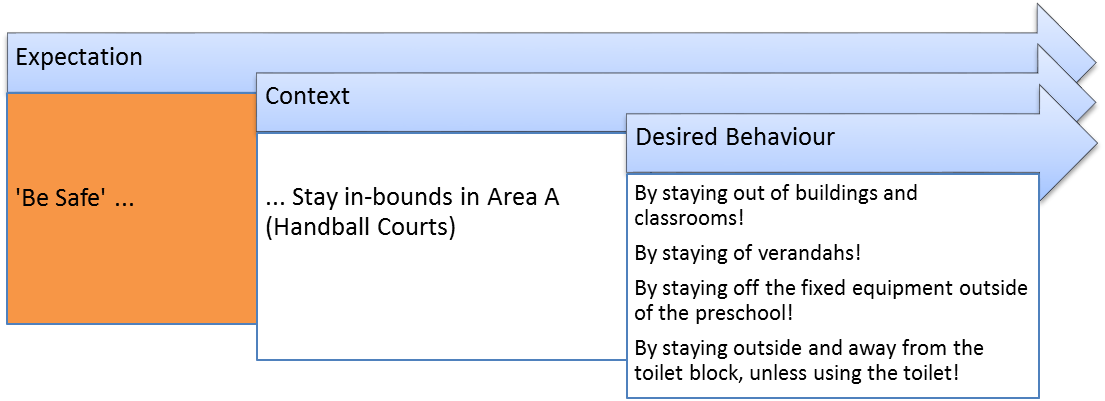 Expectation
Context
Desired Behaviour
'Be Safe' ...
... Stay in-bounds in Area A
(Handball Courts)
By staying out of buildings and
classrooms!
By staying of verandahs!
By staying off the fixed equipment outside
of the preschool!
By staying outside and away from the
toilet block, unless using the toilet!